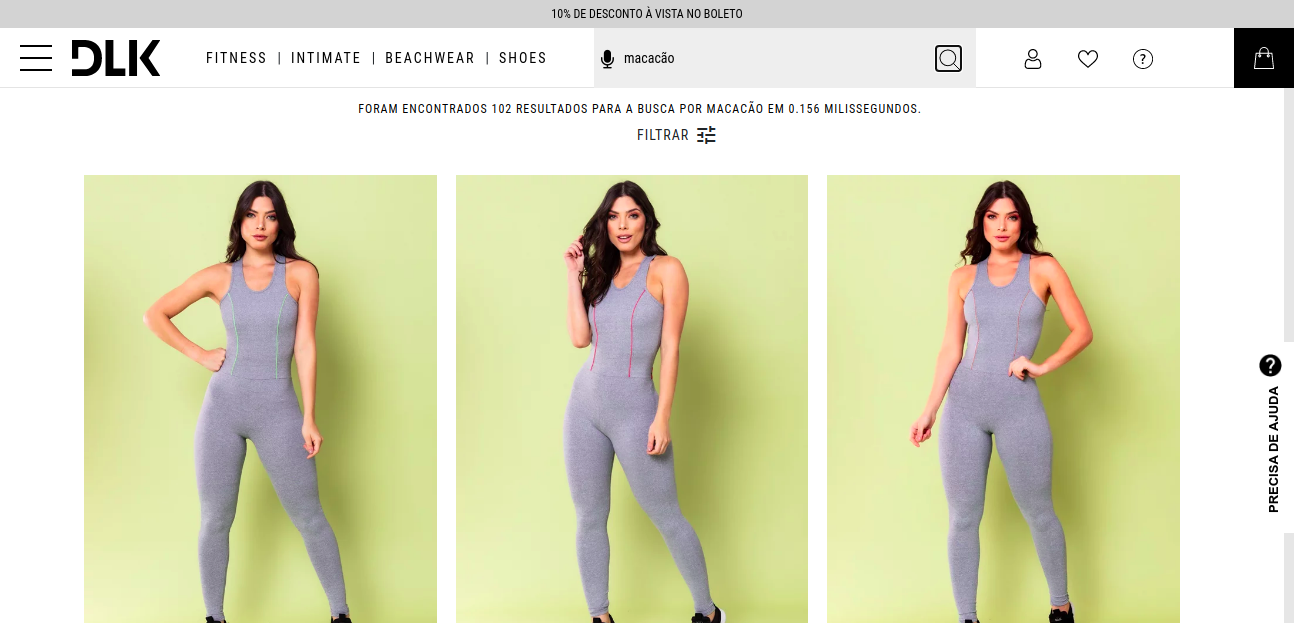 10% DE DESCONTO À VISTA NO BOLETO
DLK
FITNESS | INTIMATE | BEACHWEAR | SHOES
macacão
FORAM ENCONTRADOS 102 RESULTADOS PARA A BUSCA POR MACACÃO EM 0.156 MILISSEGUNDOS.
FILTRAR
PRECISA DE AJUDA